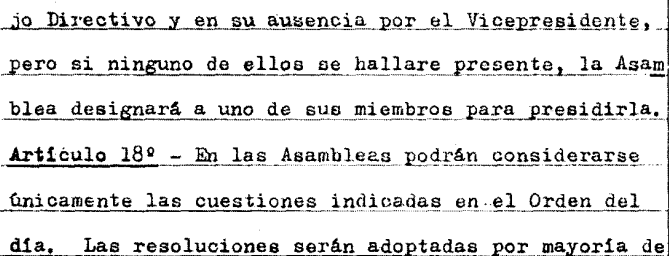 jo Directivo y en su ausencia por el Vicepresidente,
pero si ninguno de ellos se hallare presente, la Asam
blea designará a uno de sus miembros para presidirla.
Artículo 18º - En las Asambleas podrán considerarse
únicamente las cuestiones indicadas en el Orden del
día. Las resoluciones serán adoptadas por mayoría de